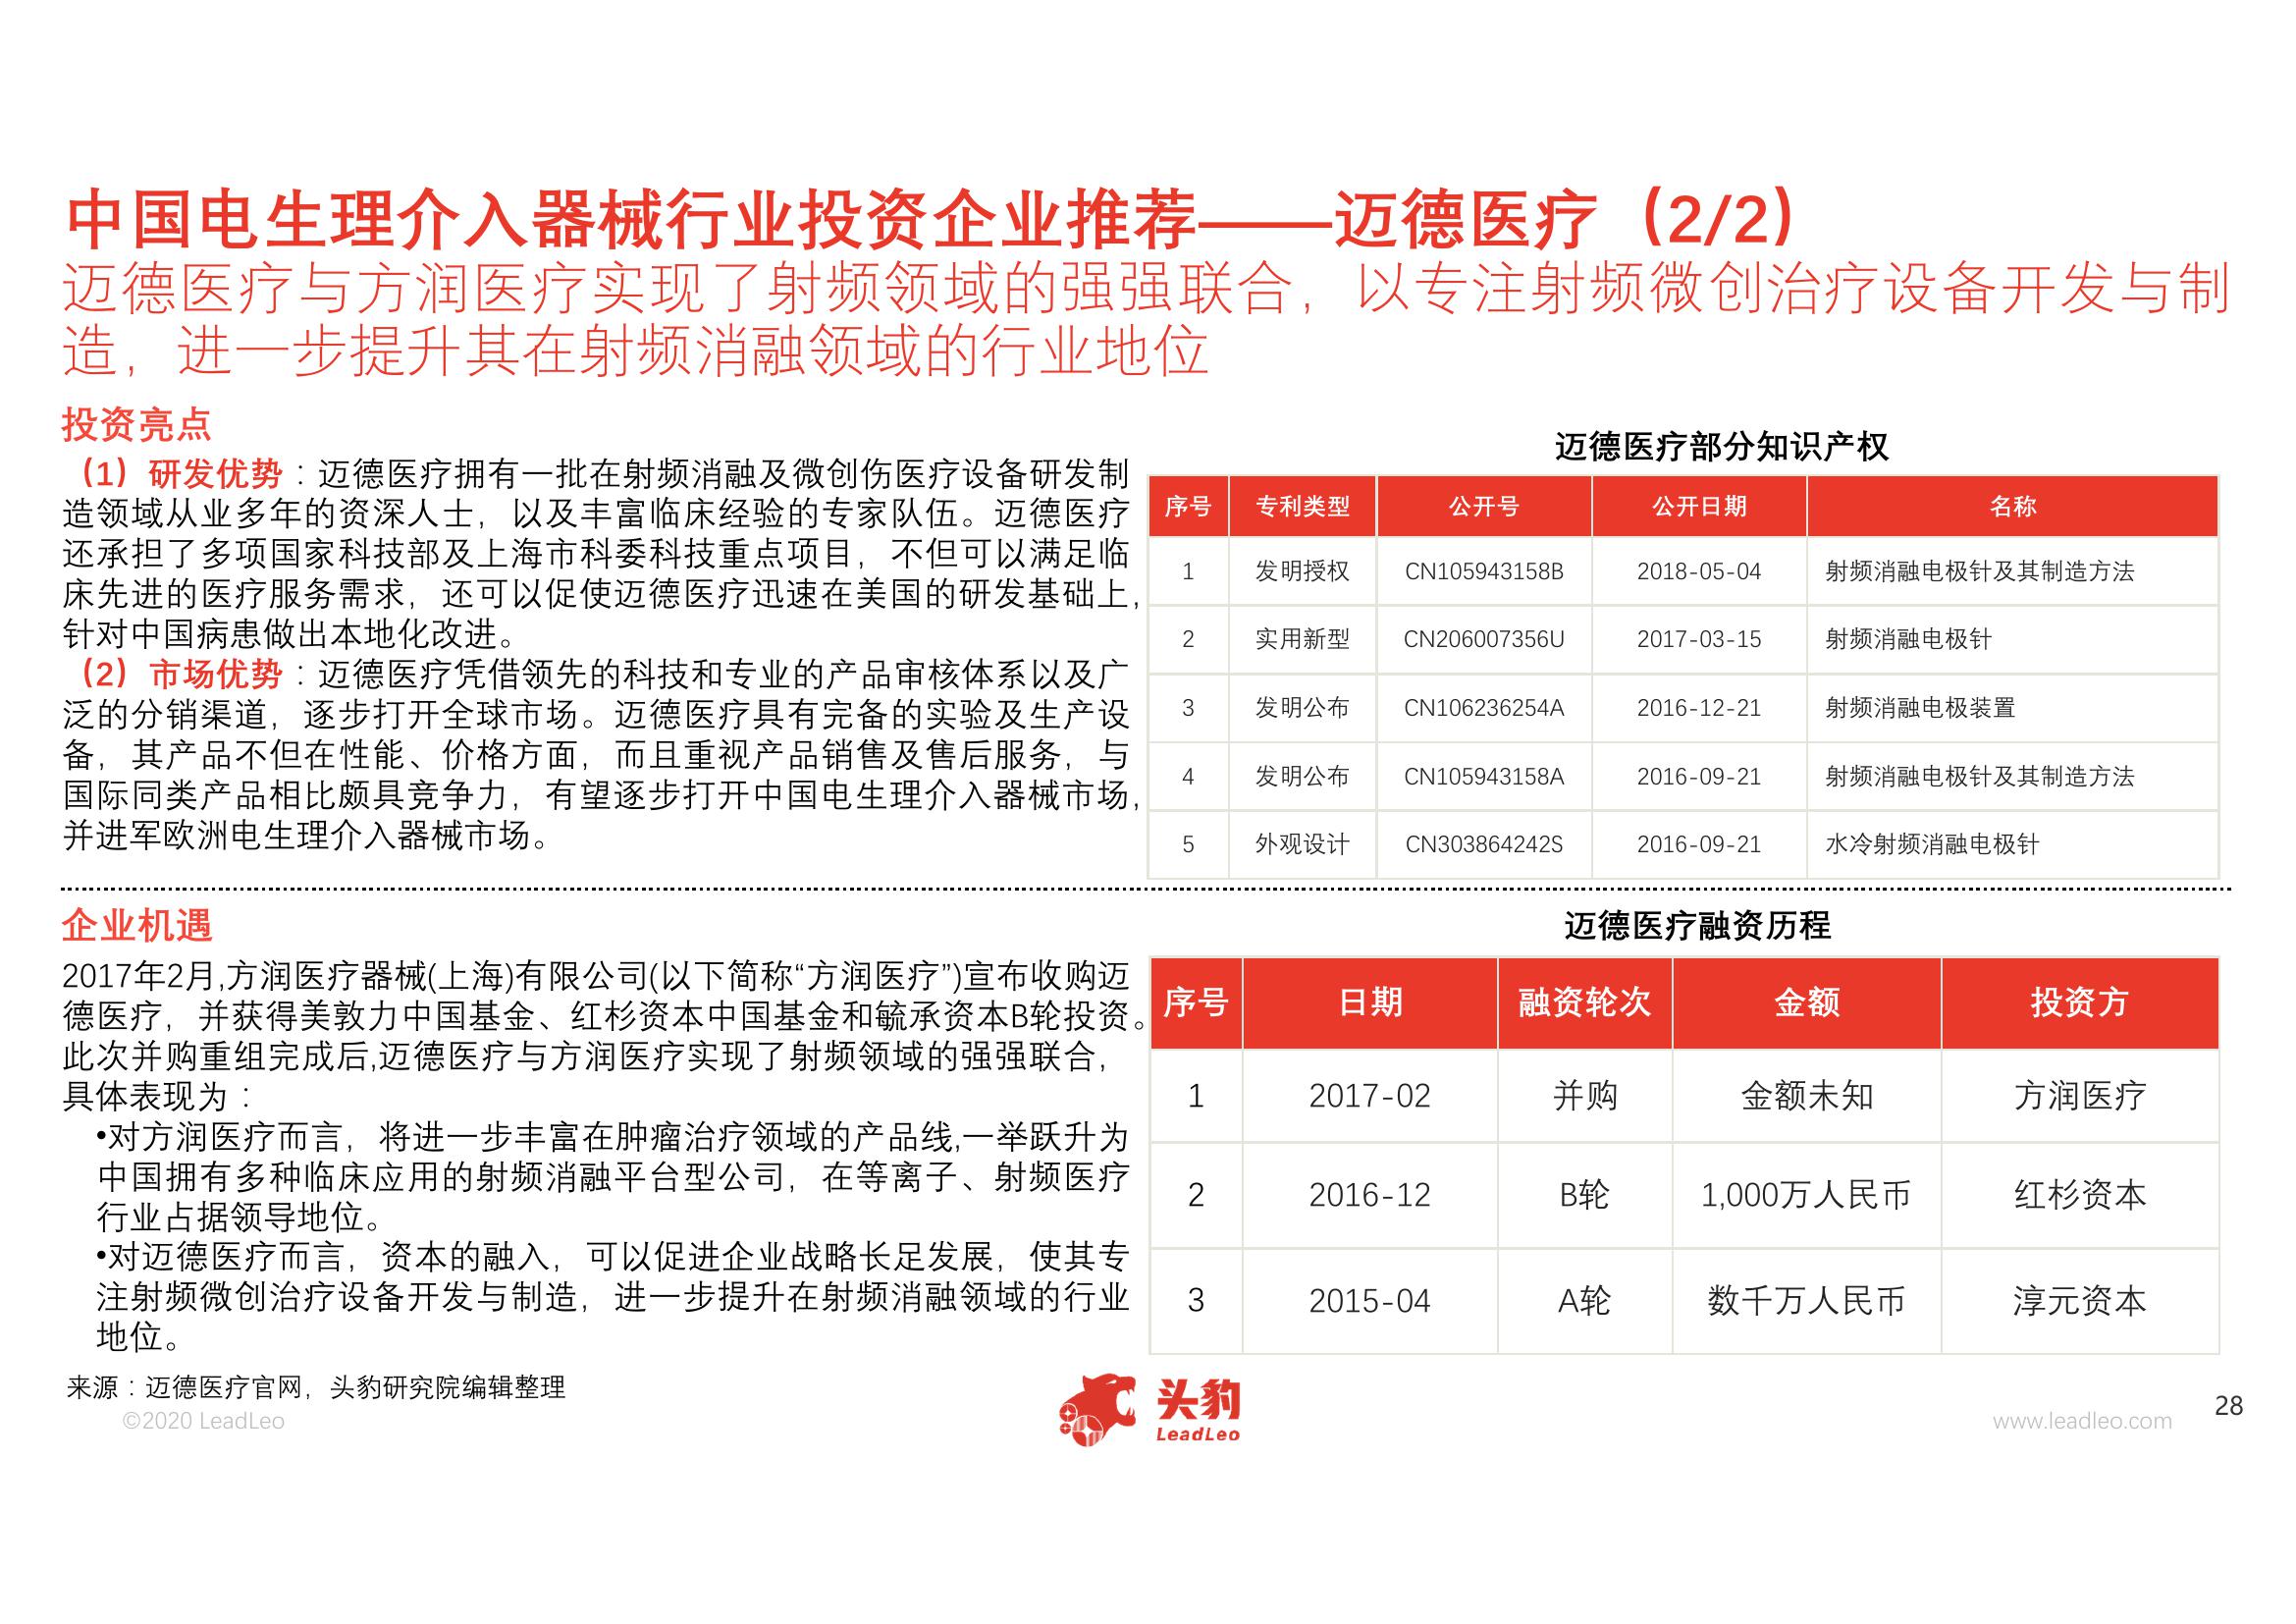 中国电生理介入器械行业投资企业推荐——迈德医疗（2/2）
迈德医疗与方润医疗实现了射频领域的强强联合，以专注射频微创治疗设备开发与制
造，进一步提升其在射频消融领域的行业地位
投资亮点
（1）研发优势：迈德医疗拥有一批在射频消融及微创伤医疗设备研发制
造领域从业多年的资深人士，以及丰富临床经验的专家队伍。迈德医疗
还承担了多项国家科技部及上海市科委科技重点项目，不但可以满足临
床先进的医疗服务需求，还可以促使迈德医疗迅速在美国的研发基础上，
针对中国病患做出本地化改进。
（2）市场优势：迈德医疗凭借领先的科技和专业的产品审核体系以及广
泛的分销渠道，逐步打开全球市场。迈德医疗具有完备的实验及生产设
备，其产品不但在性能、价格方面，而且重视产品销售及售后服务，与
国际同类产品相比颇具竞争力，有望逐步打开中国电生理介入器械市场，
并进军欧洲电生理介入器械市场。
迈德医疗部分知识产权
序号 专利类型 公开号 公开日期 名称
1 发明授权 CN105943158B 2018-05-04 射频消融电极针及其制造方法
2 实用新型 CN206007356U 2017-03-15 射频消融电极针
3 发明公布 CN106236254A 2016-12-21 射频消融电极装置
4 发明公布 CN105943158A 2016-09-21 射频消融电极针及其制造方法
5 外观设计 CN303864242S 2016-09-21 水冷射频消融电极针
企业机遇
2017年2月,方润医疗器械(上海)有限公司(以下简称“方润医疗”)宣布收购迈
德医疗，并获得美敦力中国基金、红杉资本中国基金和毓承资本B轮投资。
此次并购重组完成后,迈德医疗与方润医疗实现了射频领域的强强联合，
具体表现为：
•对方润医疗而言，将进一步丰富在肿瘤治疗领域的产品线,一举跃升为
中国拥有多种临床应用的射频消融平台型公司，在等离子、射频医疗
行业占据领导地位。
•对迈德医疗而言，资本的融入，可以促进企业战略长足发展，使其专
注射频微创治疗设备开发与制造，进一步提升在射频消融领域的行业
地位。
迈德医疗融资历程
序号 日期 融资轮次 金额 投资方
1 2017-02 并购 金额未知 方润医疗
2 2016-12 B轮 1,000万人民币 红杉资本
3 2015-04 A轮 数千万人民币 淳元资本
来源：迈德医疗官网，头豹研究院编辑整理
©2020 LeadLeo
头豹
LeadLeo
www.leadleo.com
28